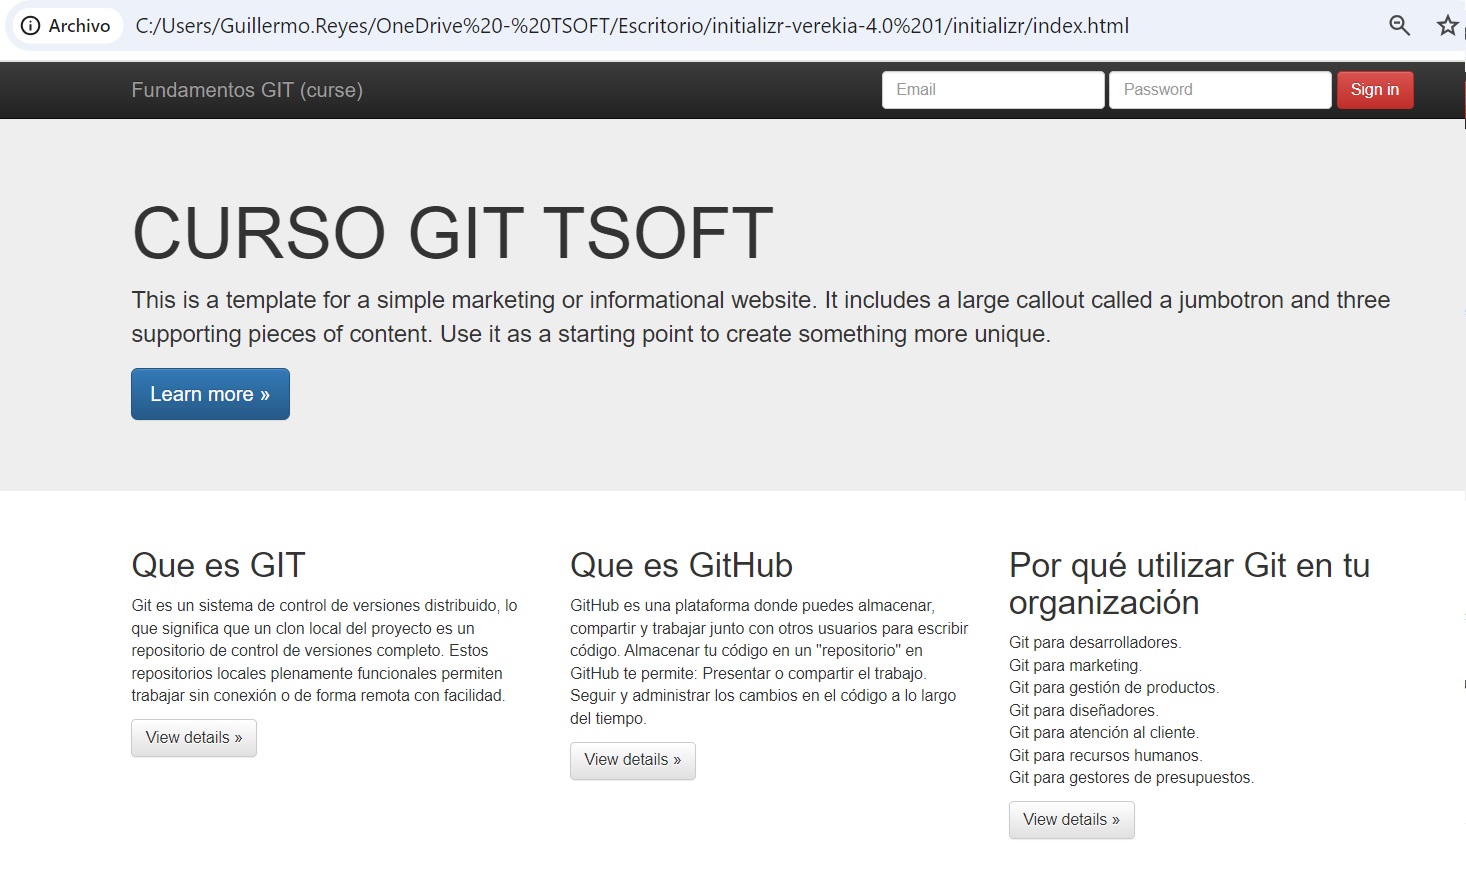 Archivo C:/Users/Guillermo.Reyes/OneDrive%20-%20TSOFT/Escritorio/initializr-verekia-4.0%201/initializr/index.html
Fundamentos GIT (curse) Email Password Sign in
CURSO GIT TSOFT
This is a template for a simple marketing or informational website. It includes a large callout called a jumbotron and three
supporting pieces of content. Use it as a starting point to create something more unique.
Learn more »
Que es GIT
Git es un sistema de control de versiones distribuido, lo
que significa que un clon local del proyecto es un
repositorio de control de versiones completo. Estos
repositorios locales plenamente funcionales permiten
trabajar sin conexión o de forma remota con facilidad.
View details »
Que es GitHub
GitHub es una plataforma donde puedes almacenar,
compartir y trabajar junto con otros usuarios para escribir
código. Almacenar tu código en un "repositorio" en
GitHub te permite: Presentar o compartir el trabajo.
Seguir y administrar los cambios en el código a lo largo
del tiempo.
View details »
Por qué utilizar Git en tu
organización
Git para desarrolladores.
Git para marketing.
Git para gestión de productos.
Git para diseñadores.
Git para atención al cliente.
Git para recursos humanos.
Git para gestores de presupuestos.
View details »